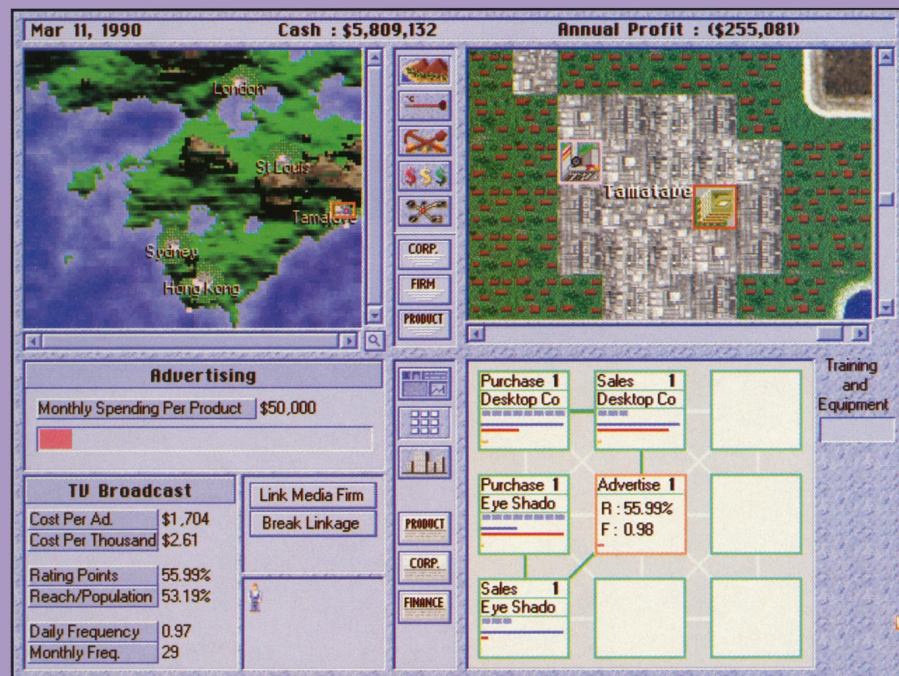 Mar 11, 1990 Cash : $5,809,132 Annual Profit : ($255,081)
London
St Louis
Tamatave
Sydney
Hong Kong
CORP.
FIRM
PRODUCT
Tamatave
Advertising
Monthly Spending Per Product $50,000
TV Broadcast
Cost Per Ad. $1,704
Cost Per Thousand $2.61
Rating Points 55.99%
Reach/Population 53.19%
Daily Frequency 0.97
Monthly Freq. 29
Link Media Firm
Break Linkage
PRODUCT
CORP.
FINANCE
Purchase 1
Desktop Co
Sales 1
Desktop Co
Purchase 1
Eye Shado
Advertise 1
R : 55.99%
F : 0.98
Sales 1
Eye Shado
Training
and
Equipment